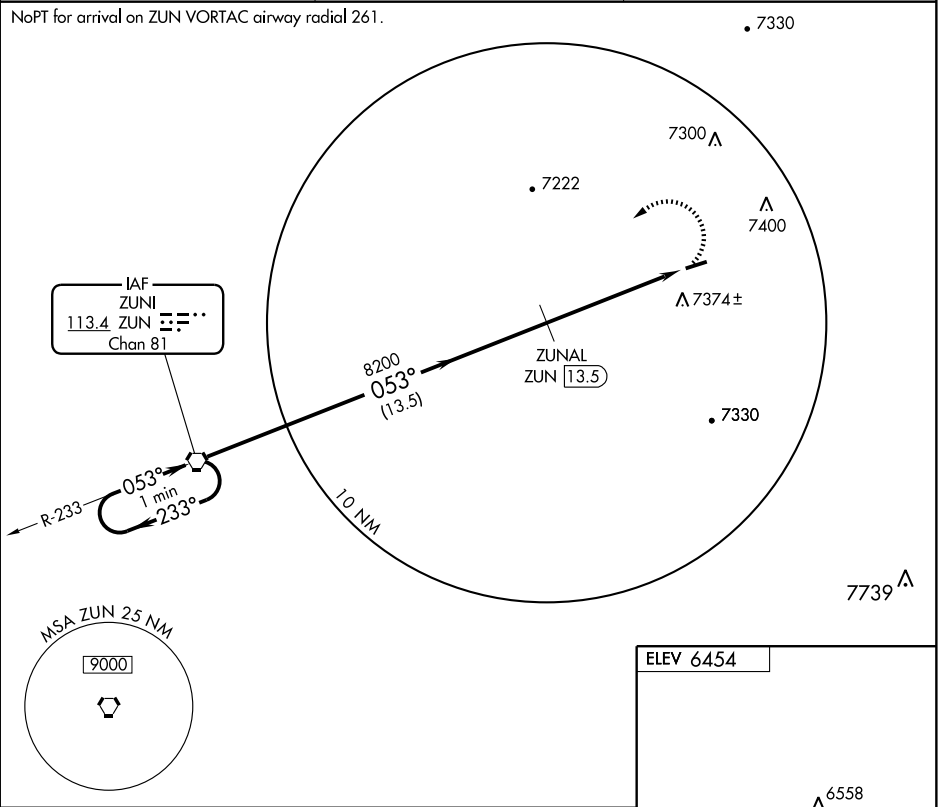 NoPT for arrival on ZUN VORTAC airway radial 261.
7330
7300
7222
7400
IAF
ZUNI
113.4 ZUN
Chan 81
7374±
ZUNAL
ZUN 13.5
8200
053°
(13.5)
7330
053°
1 min
233°
R-233
10 NM
7739
MSA ZUN 25 NM
9000
ELEV 6454
6558